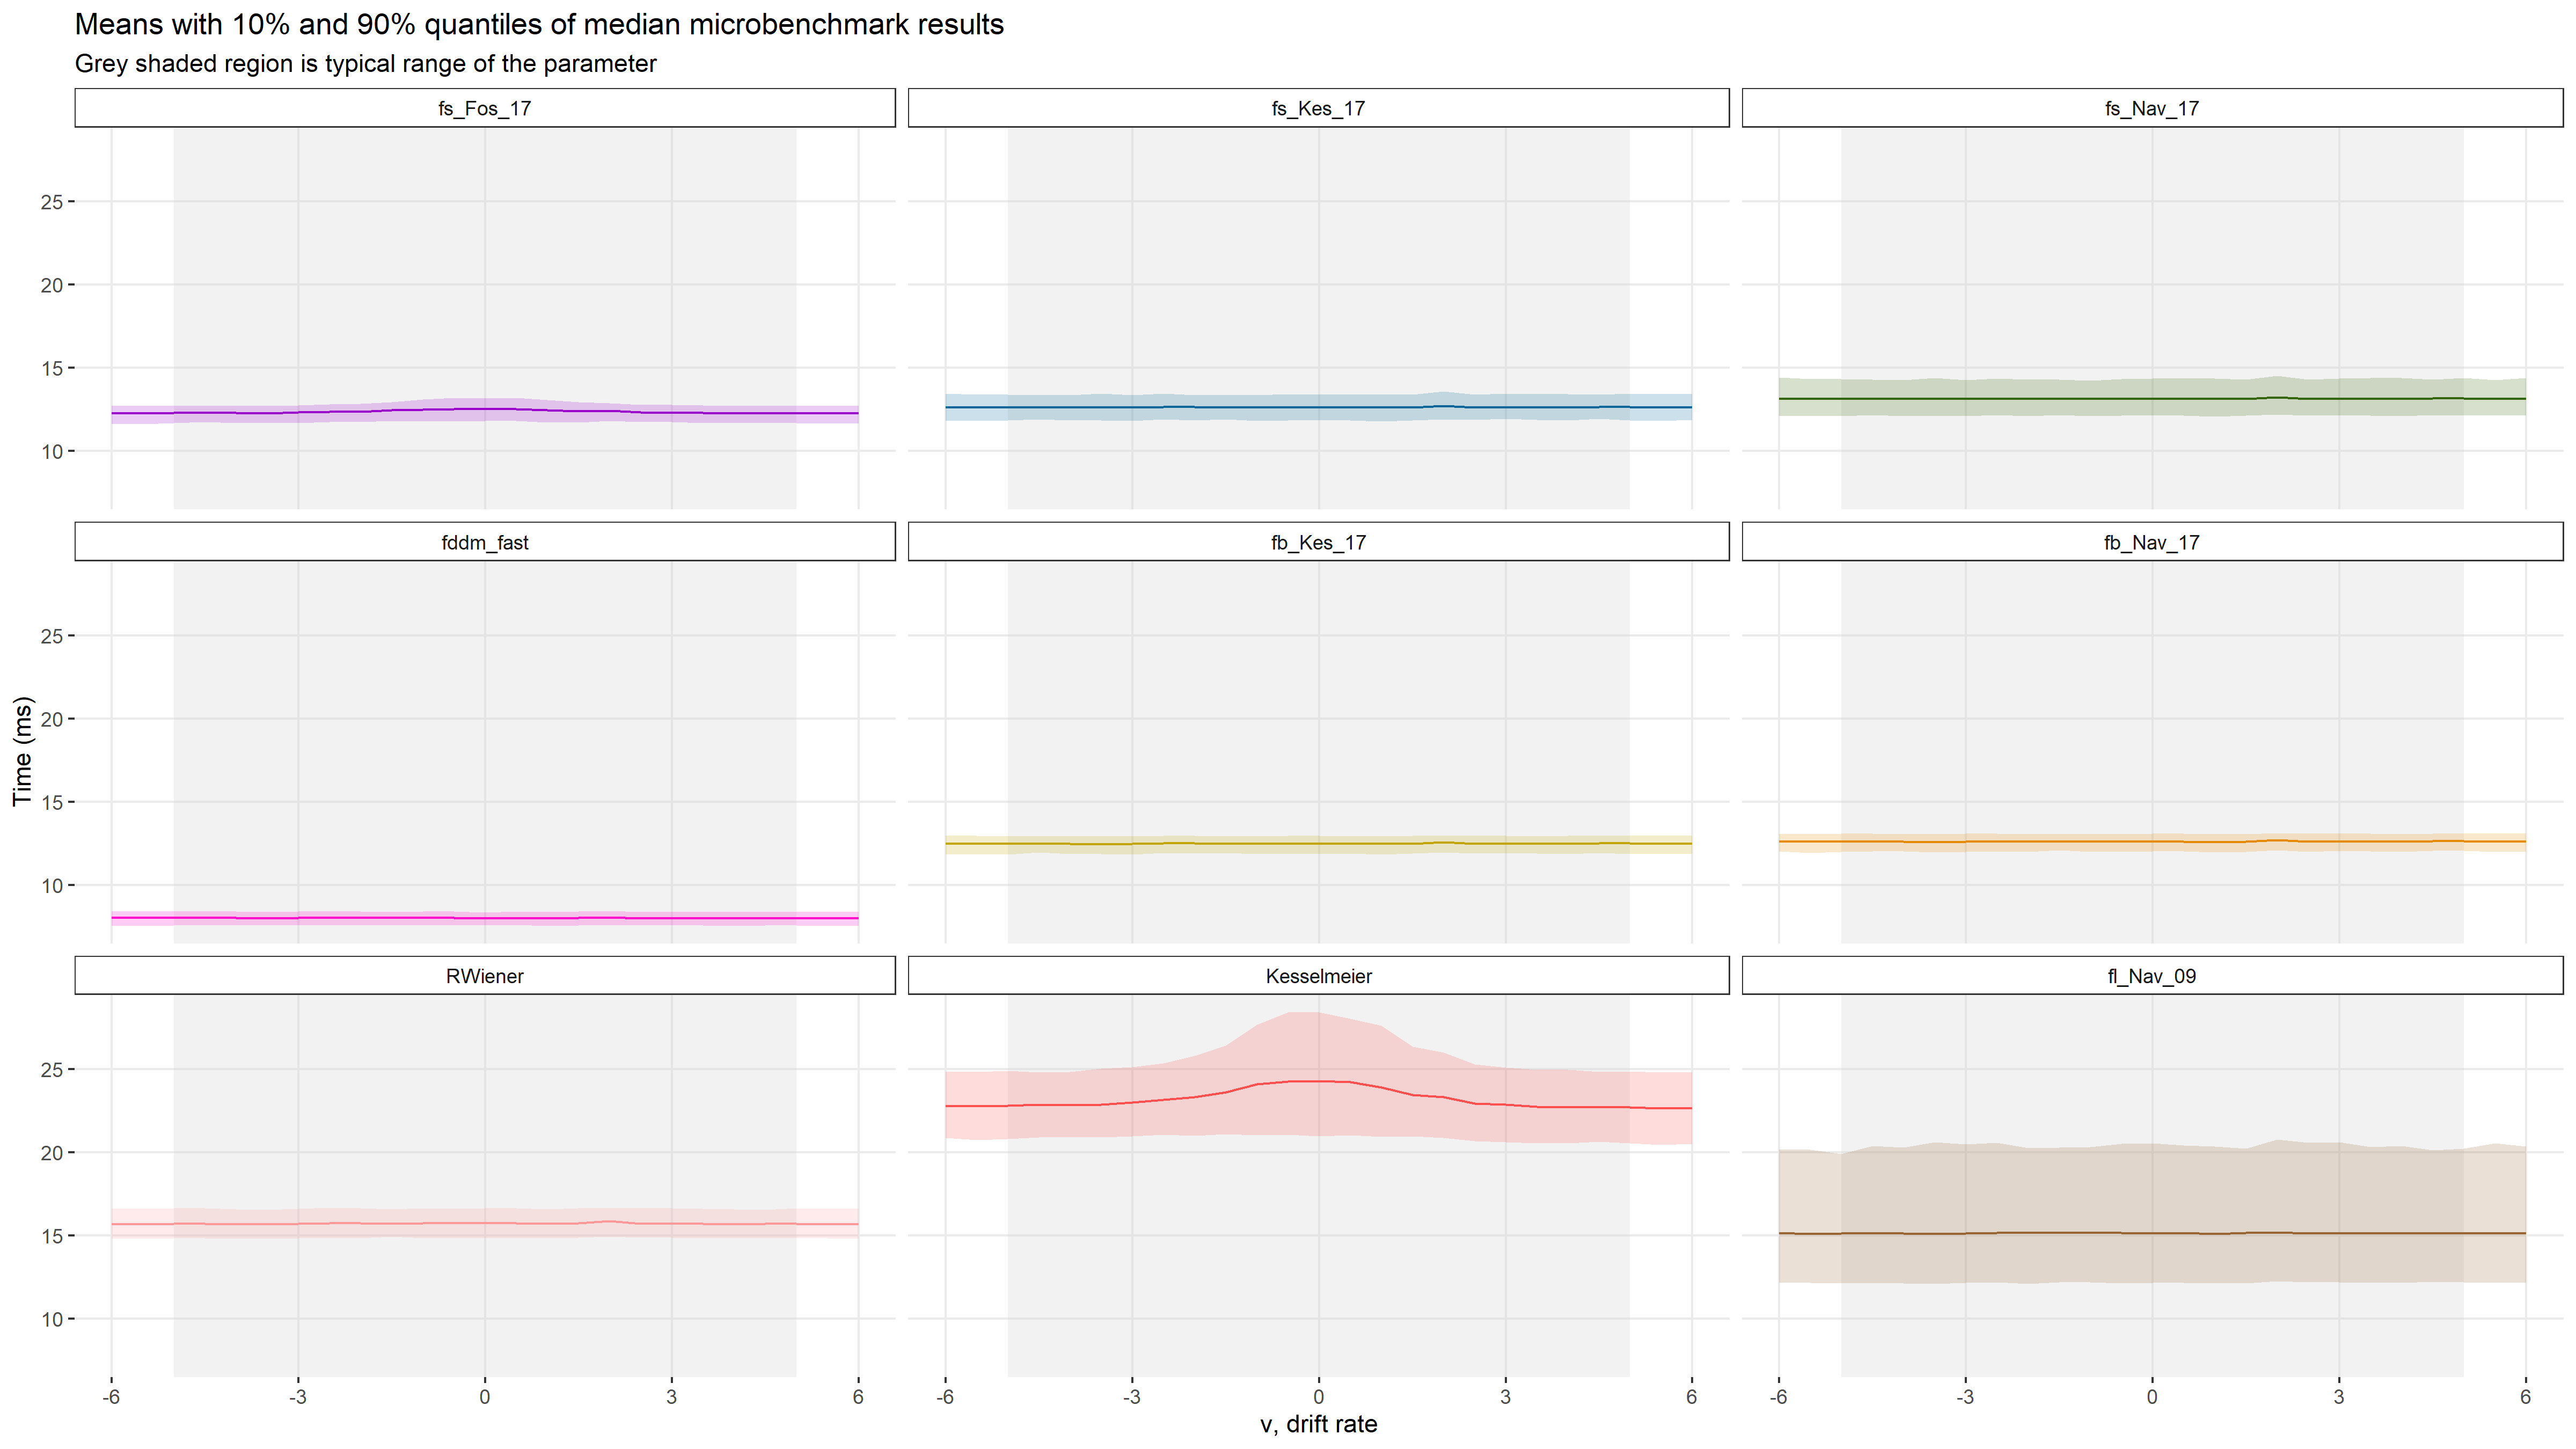 Means with 10% and 90% quantiles of median microbenchmark results
Grey shaded region is typical range of the parameter
fs_Fos_17
fs_Kes_17
fs_Nav_17
25
20
15
10
fddm_fast
fb_Kes_17
fb_Nav_17
25
20
15
10
Time (ms)
RWiener
Kesselmeier
fl_Nav_09
25
20
15
10
-6 -3 0 3 6
-6 -3 0 3 6
-6 -3 0 3 6
v, drift rate